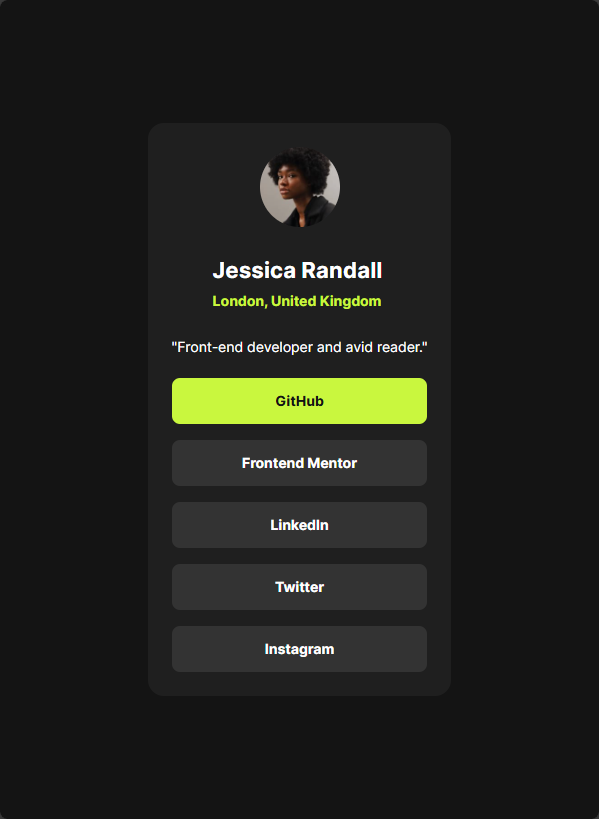 Jessica Randall
London, United Kingdom
"Front-end developer and avid reader."
GitHub
Frontend Mentor
LinkedIn
Twitter
Instagram